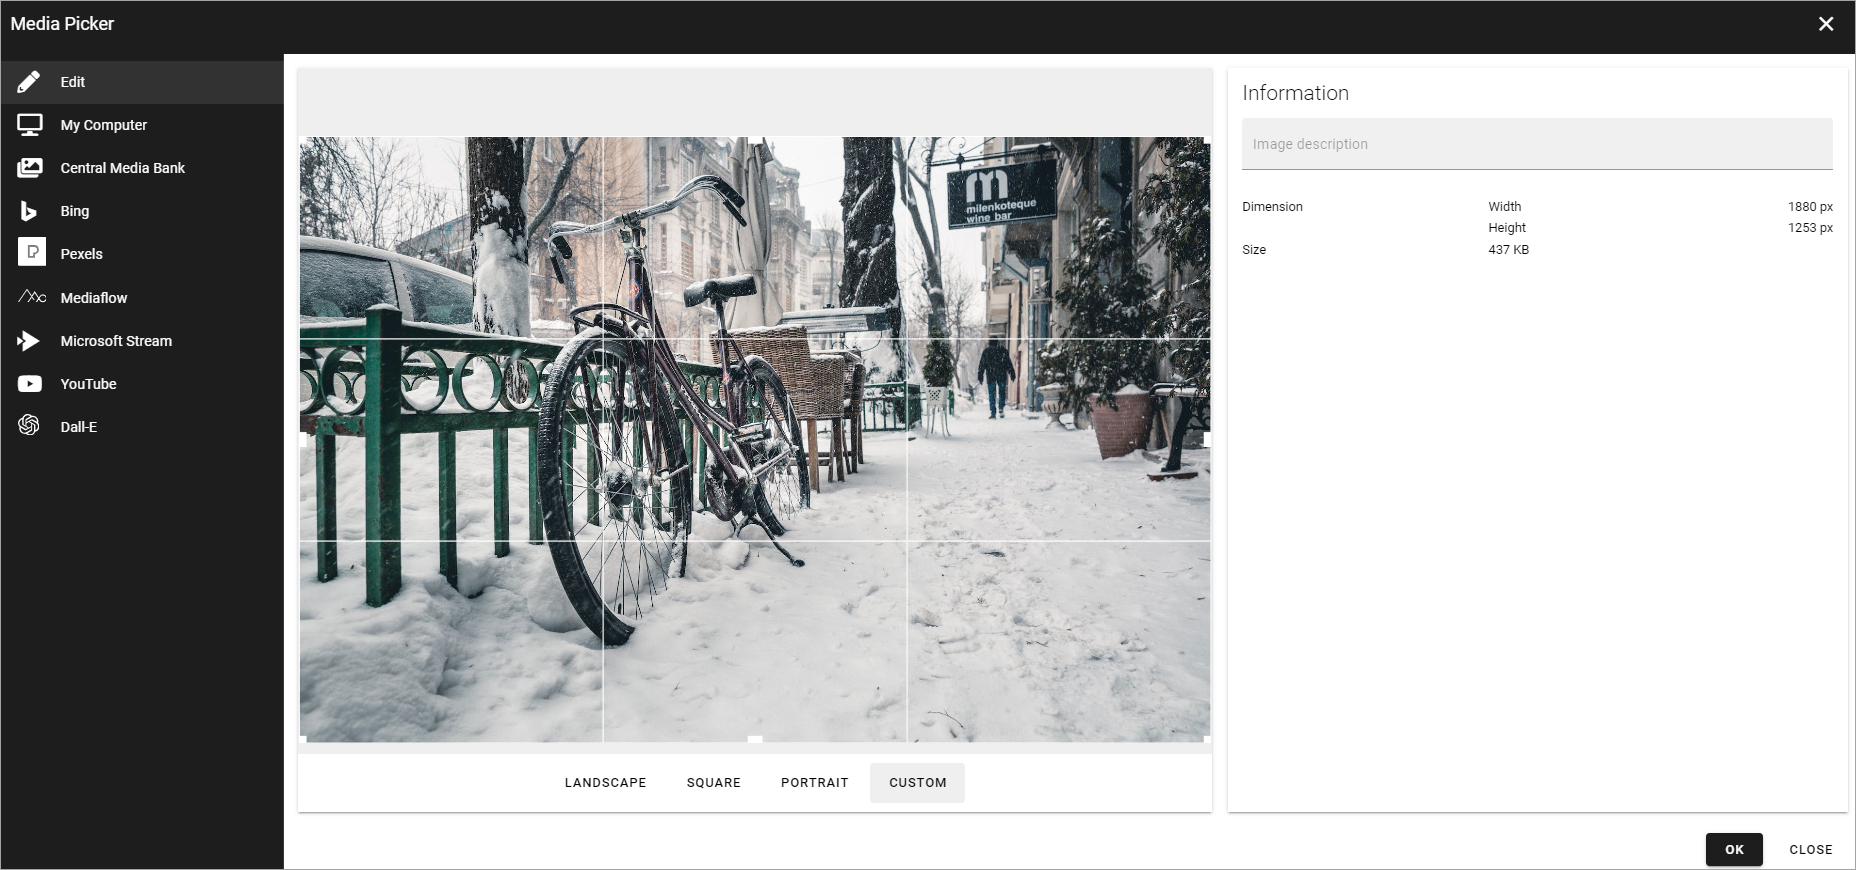 Media Picker
Edit
My Computer
Central Media Bank
Bing
Pexels
Mediaflow
Microsoft Stream
YouTube
Dall-E
m
milenkoteque
wine bar
LANDSCAPE SQUARE PORTRAIT CUSTOM
Information
Image description
Dimension Width 1880 px
Height 1253 px
Size 437 KB
OK CLOSE